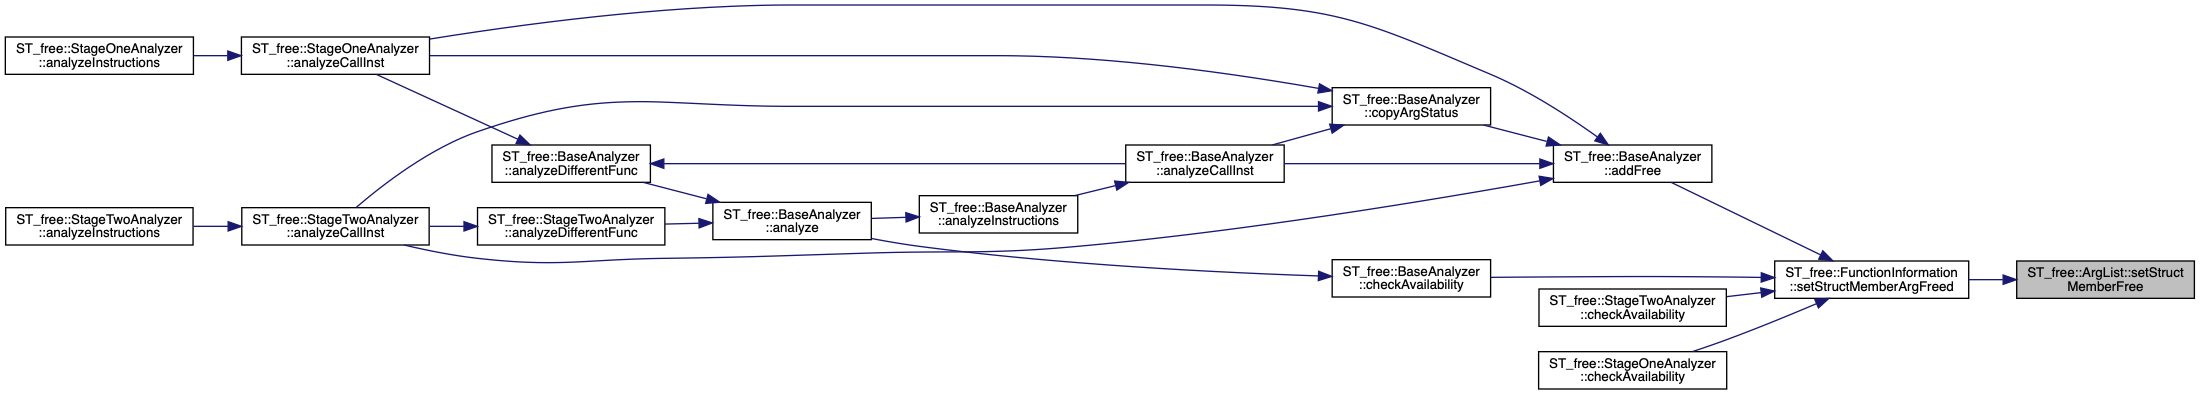 ST_free::StageOneAnalyzer
::analyzeInstructions
ST_free::StageOneAnalyzer
::analyzeCallInst
ST_free::BaseAnalyzer
::copyArgStatus
ST_free::BaseAnalyzer
::analyzeDifferentFunc
ST_free::BaseAnalyzer
::analyzeCallInst
ST_free::BaseAnalyzer
::addFree
ST_free::StageTwoAnalyzer
::analyzeInstructions
ST_free::StageTwoAnalyzer
::analyzeCallInst
ST_free::StageTwoAnalyzer
::analyzeDifferentFunc
ST_free::BaseAnalyzer
::analyze
ST_free::BaseAnalyzer
::analyzeInstructions
ST_free::BaseAnalyzer
::checkAvailability
ST_free::StageTwoAnalyzer
::checkAvailability
ST_free::StageOneAnalyzer
::checkAvailability
ST_free::FunctionInformation
::setStructMemberArgFreed
ST_free::ArgList::setStruct
MemberFree